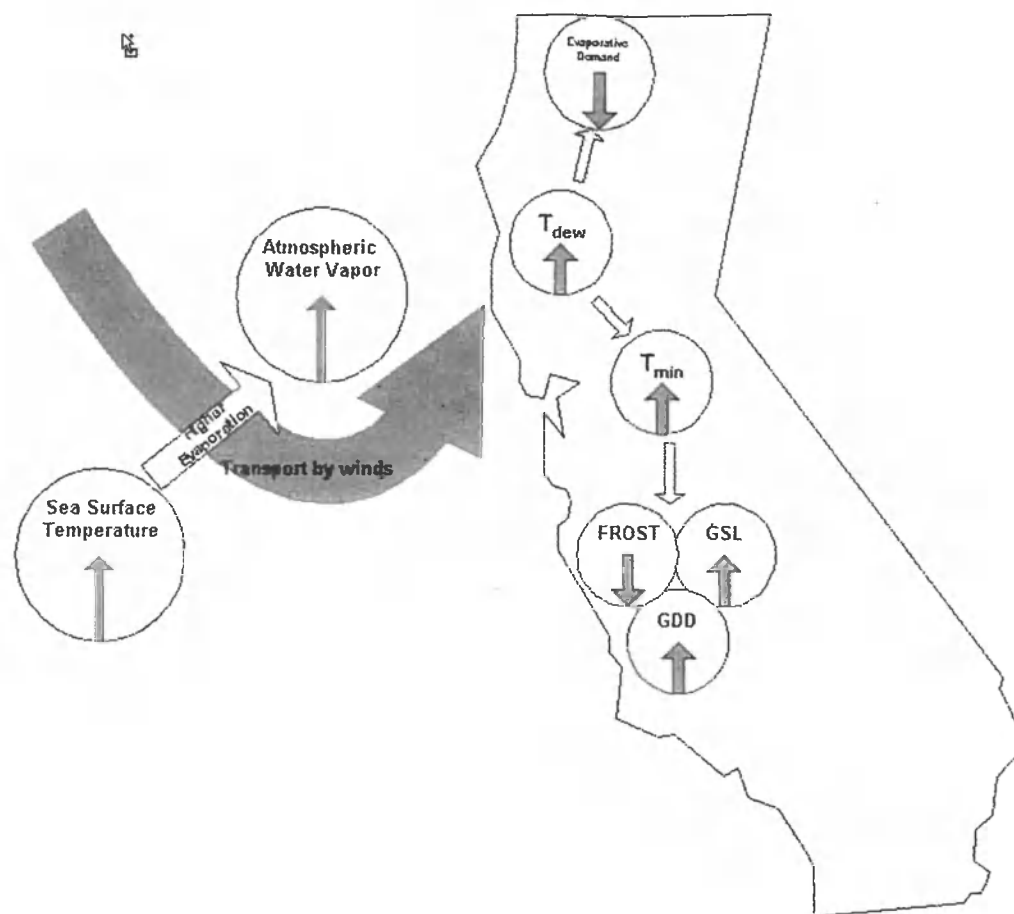 Evaporative
Demand
T dew
Atmospheric
Water Vapor
T min
Higher
Evaporation
Transport by winds
Sea Surface
Temperature
FROST
GSL
GDD